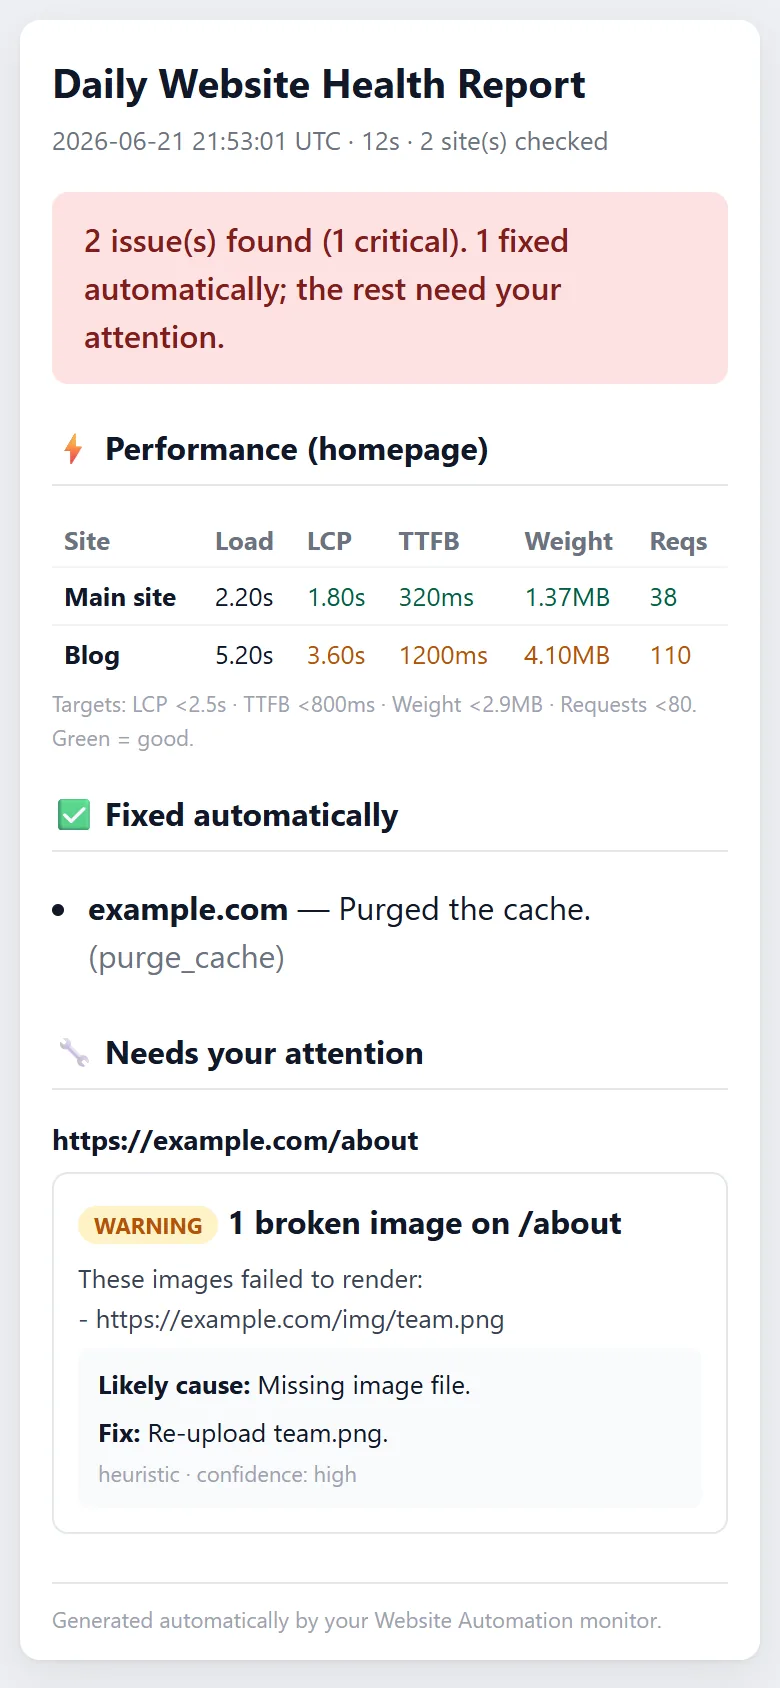 Daily Website Health Report
2026-06-21 21:53:01 UTC · 12s · 2 site(s) checked
2 issue(s) found (1 critical). 1 fixed
automatically; the rest need your
attention.
⚡ Performance (homepage)
Site Load LCP TTFB Weight Reqs
Main site 2.20s 1.80s 320ms 1.37MB 38
Blog 5.20s 3.60s 1200ms 4.10MB 110
Targets: LCP <2.5s · TTFB <800ms · Weight <2.9MB · Requests <80.
Green = good.
✅ Fixed automatically
• example.com — Purged the cache.
(purge_cache)
🔧 Needs your attention
https://example.com/about
WARNING 1 broken image on /about
These images failed to render:
- https://example.com/img/team.png
Likely cause: Missing image file.
Fix: Re-upload team.png.
heuristic · confidence: high
Generated automatically by your Website Automation monitor.